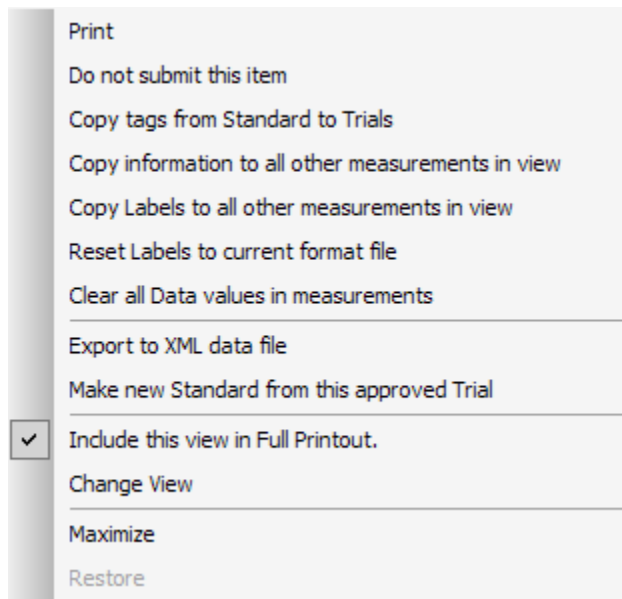 Print
Do not submit this item
Copy tags from Standard to Trials
Copy information to all other measurements in view
Copy Labels to all other measurements in view
Reset Labels to current format file
Clear all Data values in measurements
Export to XML data file
Make new Standard from this approved Trial
Include this view in Full Printout.
Change View
Maximize
Restore